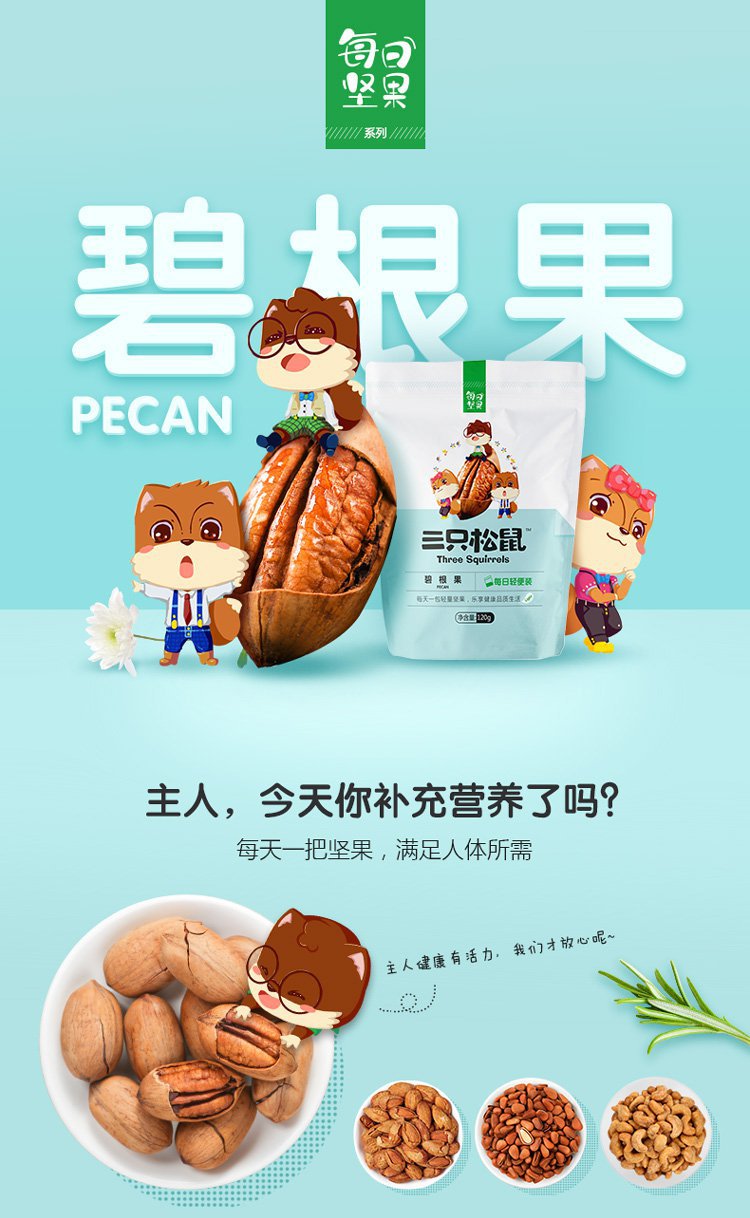 每日
坚果
系列
碧根果
PECAN
每日
坚果
三只松鼠™
Three Squirrels
碧根果
PECAN
每日轻便装
每天一包轻量坚果，乐享健康品质生活
净含量 120g
主人，今天你补充营养了吗？
每天一把坚果，满足人体所需
主人健康有活力，我们才放心呢~